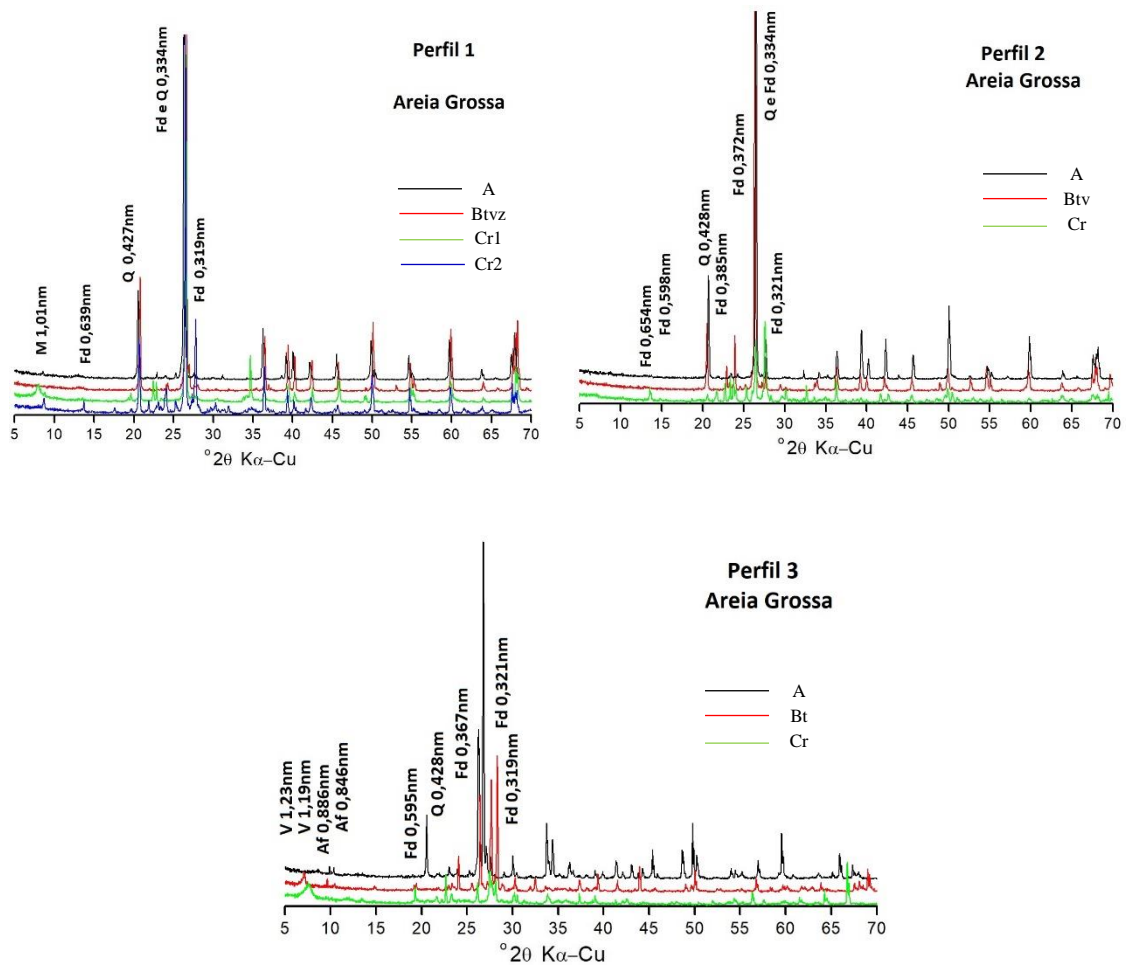 Perfil 1
Areia Grossa
M 1,01nm
Fd 0,639nm
Q 0,427nm
Fd e Q 0,334nm
Fd 0,319nm
A
Btvz
Cr1
Cr2
5 10 15 20 25 30 35 40 45 50 55 60 65 70
°2θ Kα–Cu
Perfil 2
Areia Grossa
Fd 0,654nm
Fd 0,598nm
Q 0,428nm
Fd 0,385nm
Fd 0,372nm
Q e Fd 0,334nm
Fd 0,321nm
A
Btv
Cr
5 10 15 20 25 30 35 40 45 50 55 60 65 70
°2θ Kα–Cu
Perfil 3
Areia Grossa
V 1,23nm
V 1,19nm
Af 0,886nm
Af 0,846nm
Fd 0,595nm
Q 0,428nm
Fd 0,367nm
Fd 0,321nm
Fd 0,319nm
A
Bt
Cr
5 10 15 20 25 30 35 40 45 50 55 60 65 70
°2θ Kα–Cu